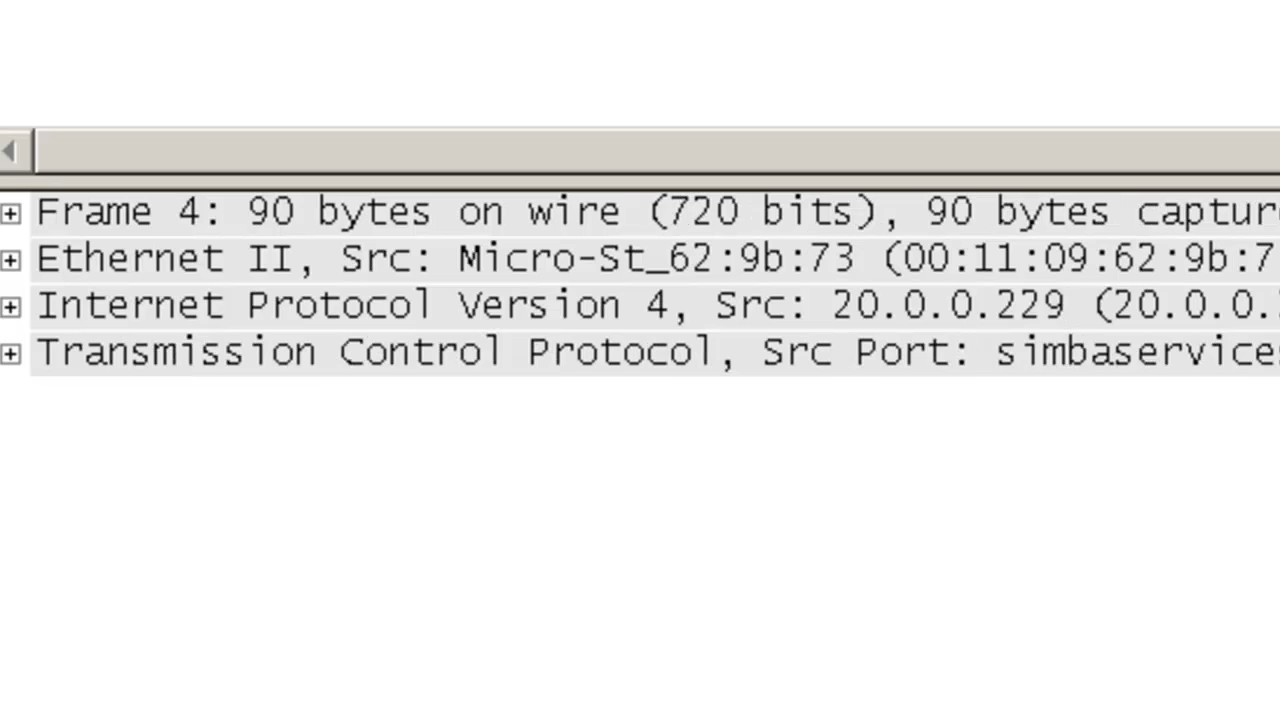 Frame 4: 90 bytes on wire (720 bits), 90 bytes captur
Ethernet II, Src: Micro-St_62:9b:73 (00:11:09:62:9b:7
Internet Protocol Version 4, Src: 20.0.0.229 (20.0.0.
Transmission Control Protocol, Src Port: simbaservice